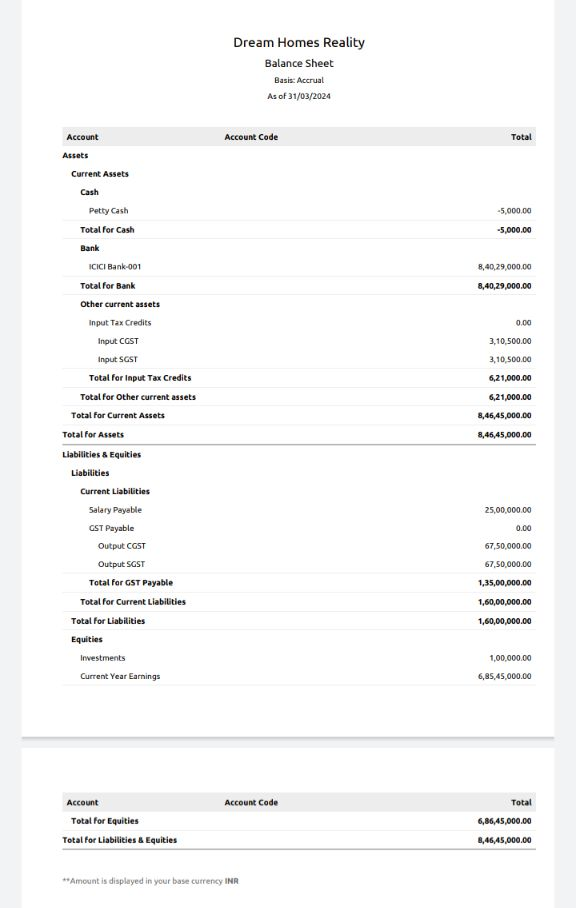 Dream Homes Reality
Balance Sheet
Basis: Accrual
As of 31/03/2024
Account Account Code Total
Assets
Current Assets
Cash
Petty Cash -5,000.00
Total for Cash -5,000.00
Bank
ICICI Bank-001 8,40,29,000.00
Total for Bank 8,40,29,000.00
Other current assets
Input Tax Credits 0.00
Input CGST 3,10,500.00
Input SGST 3,10,500.00
Total for Input Tax Credits 6,21,000.00
Total for Other current assets 6,21,000.00
Total for Current Assets 8,46,45,000.00
Total for Assets 8,46,45,000.00
Liabilities & Equities
Liabilities
Current Liabilities
Salary Payable 25,00,000.00
GST Payable 0.00
Output CGST 67,50,000.00
Output SGST 67,50,000.00
Total for GST Payable 1,35,00,000.00
Total for Current Liabilities 1,60,00,000.00
Total for Liabilities 1,60,00,000.00
Equities
Investments 1,00,000.00
Current Year Earnings 6,85,45,000.00
Account Account Code Total
Total for Equities 6,86,45,000.00
Total for Liabilities & Equities 8,46,45,000.00
**Amount is displayed in your base currency INR